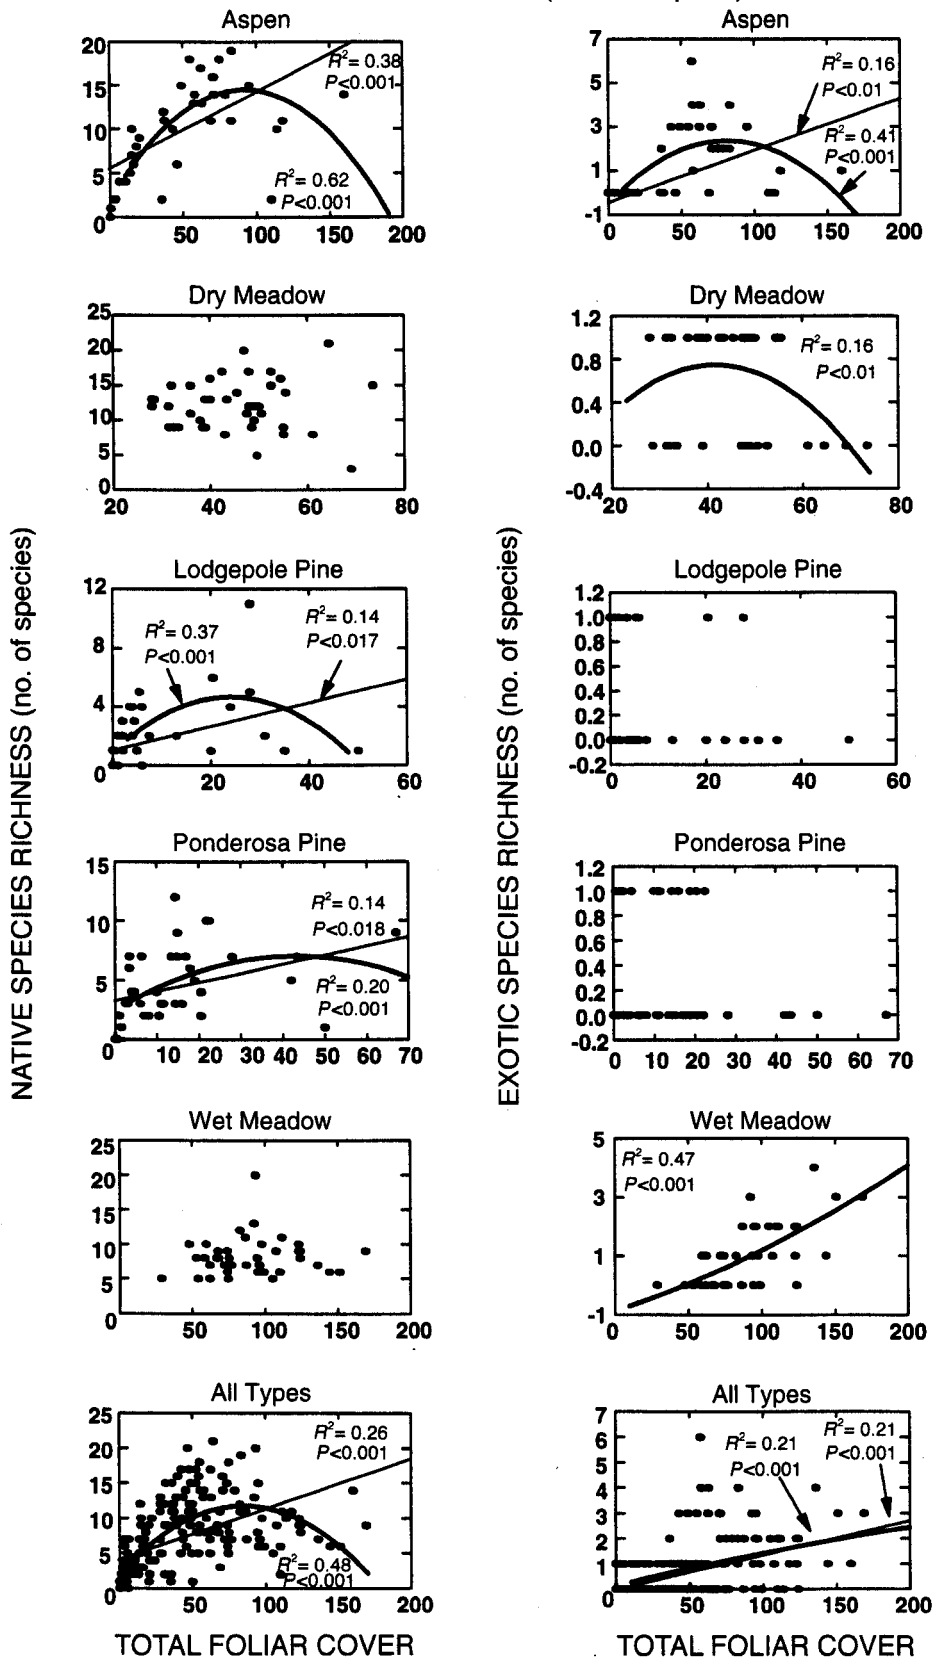 Aspen
20
15
10
5
0
50
100
150
200
R²= 0.38
P<0.001
R²= 0.62
P<0.001
Aspen
7
5
3
1
-1
0
50
100
150
200
R²= 0.16
P<0.01
R²= 0.41
P<0.001
Dry Meadow
25
20
15
10
5
0
20
40
60
80
Dry Meadow
1.2
0.8
0.4
0.0
-0.4
20
40
60
80
R²= 0.16
P<0.01
NATIVE SPECIES RICHNESS (no. of species)
EXOTIC SPECIES RICHNESS (no. of species)
Lodgepole Pine
12
8
4
0
20
40
60
R²= 0.37
P<0.001
R²= 0.14
P<0.017
Lodgepole Pine
1.2
1.0
0.8
0.6
0.4
0.2
0.0
-0.2
0
20
40
60
Ponderosa Pine
15
10
5
0
10
20
30
40
50
60
70
R²= 0.14
P<0.018
R²= 0.20
P<0.001
Ponderosa Pine
1.2
1.0
0.8
0.6
0.4
0.2
0.0
-0.2
0
10
20
30
40
50
60
70
Wet Meadow
25
20
15
10
5
0
50
100
150
200
Wet Meadow
5
3
1
-1
0
50
100
150
200
R²= 0.47
P<0.001
All Types
25
20
15
10
5
0
50
100
150
200
R²= 0.26
P<0.001
R²= 0.48
P<0.001
All Types
7
6
5
4
3
2
1
0
50
100
150
200
R²= 0.21
P<0.001
R²= 0.21
P<0.001
TOTAL FOLIAR COVER
TOTAL FOLIAR COVER